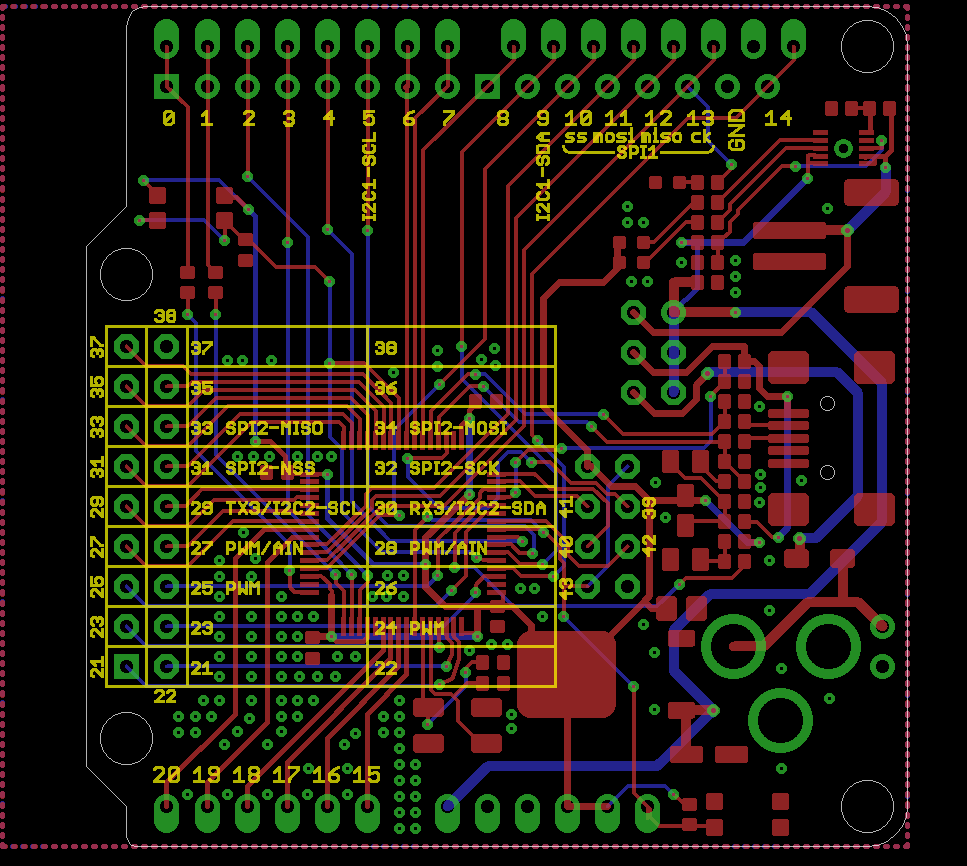 0 1 2 3 4 5 6 7 8 9 10 11 12 13 GND 14
ss mosi miso ck
SPI1
I2C1-SCL
I2C1-SDA
38
37 37 38
35 35 36
33 33 SPI2-MISO 34 SPI2-MOSI
31 31 SPI2-NSS 32 SPI2-SCK
29 29 TX3/I2C2-SCL 30 RX3/I2C2-SDA 41 39
27 27 PWM/AIN 28 PWM/AIN 40 42
25 25 PWM 26 43
23 23 24 PWM
21 21 22
22
20 19 18 17 16 15